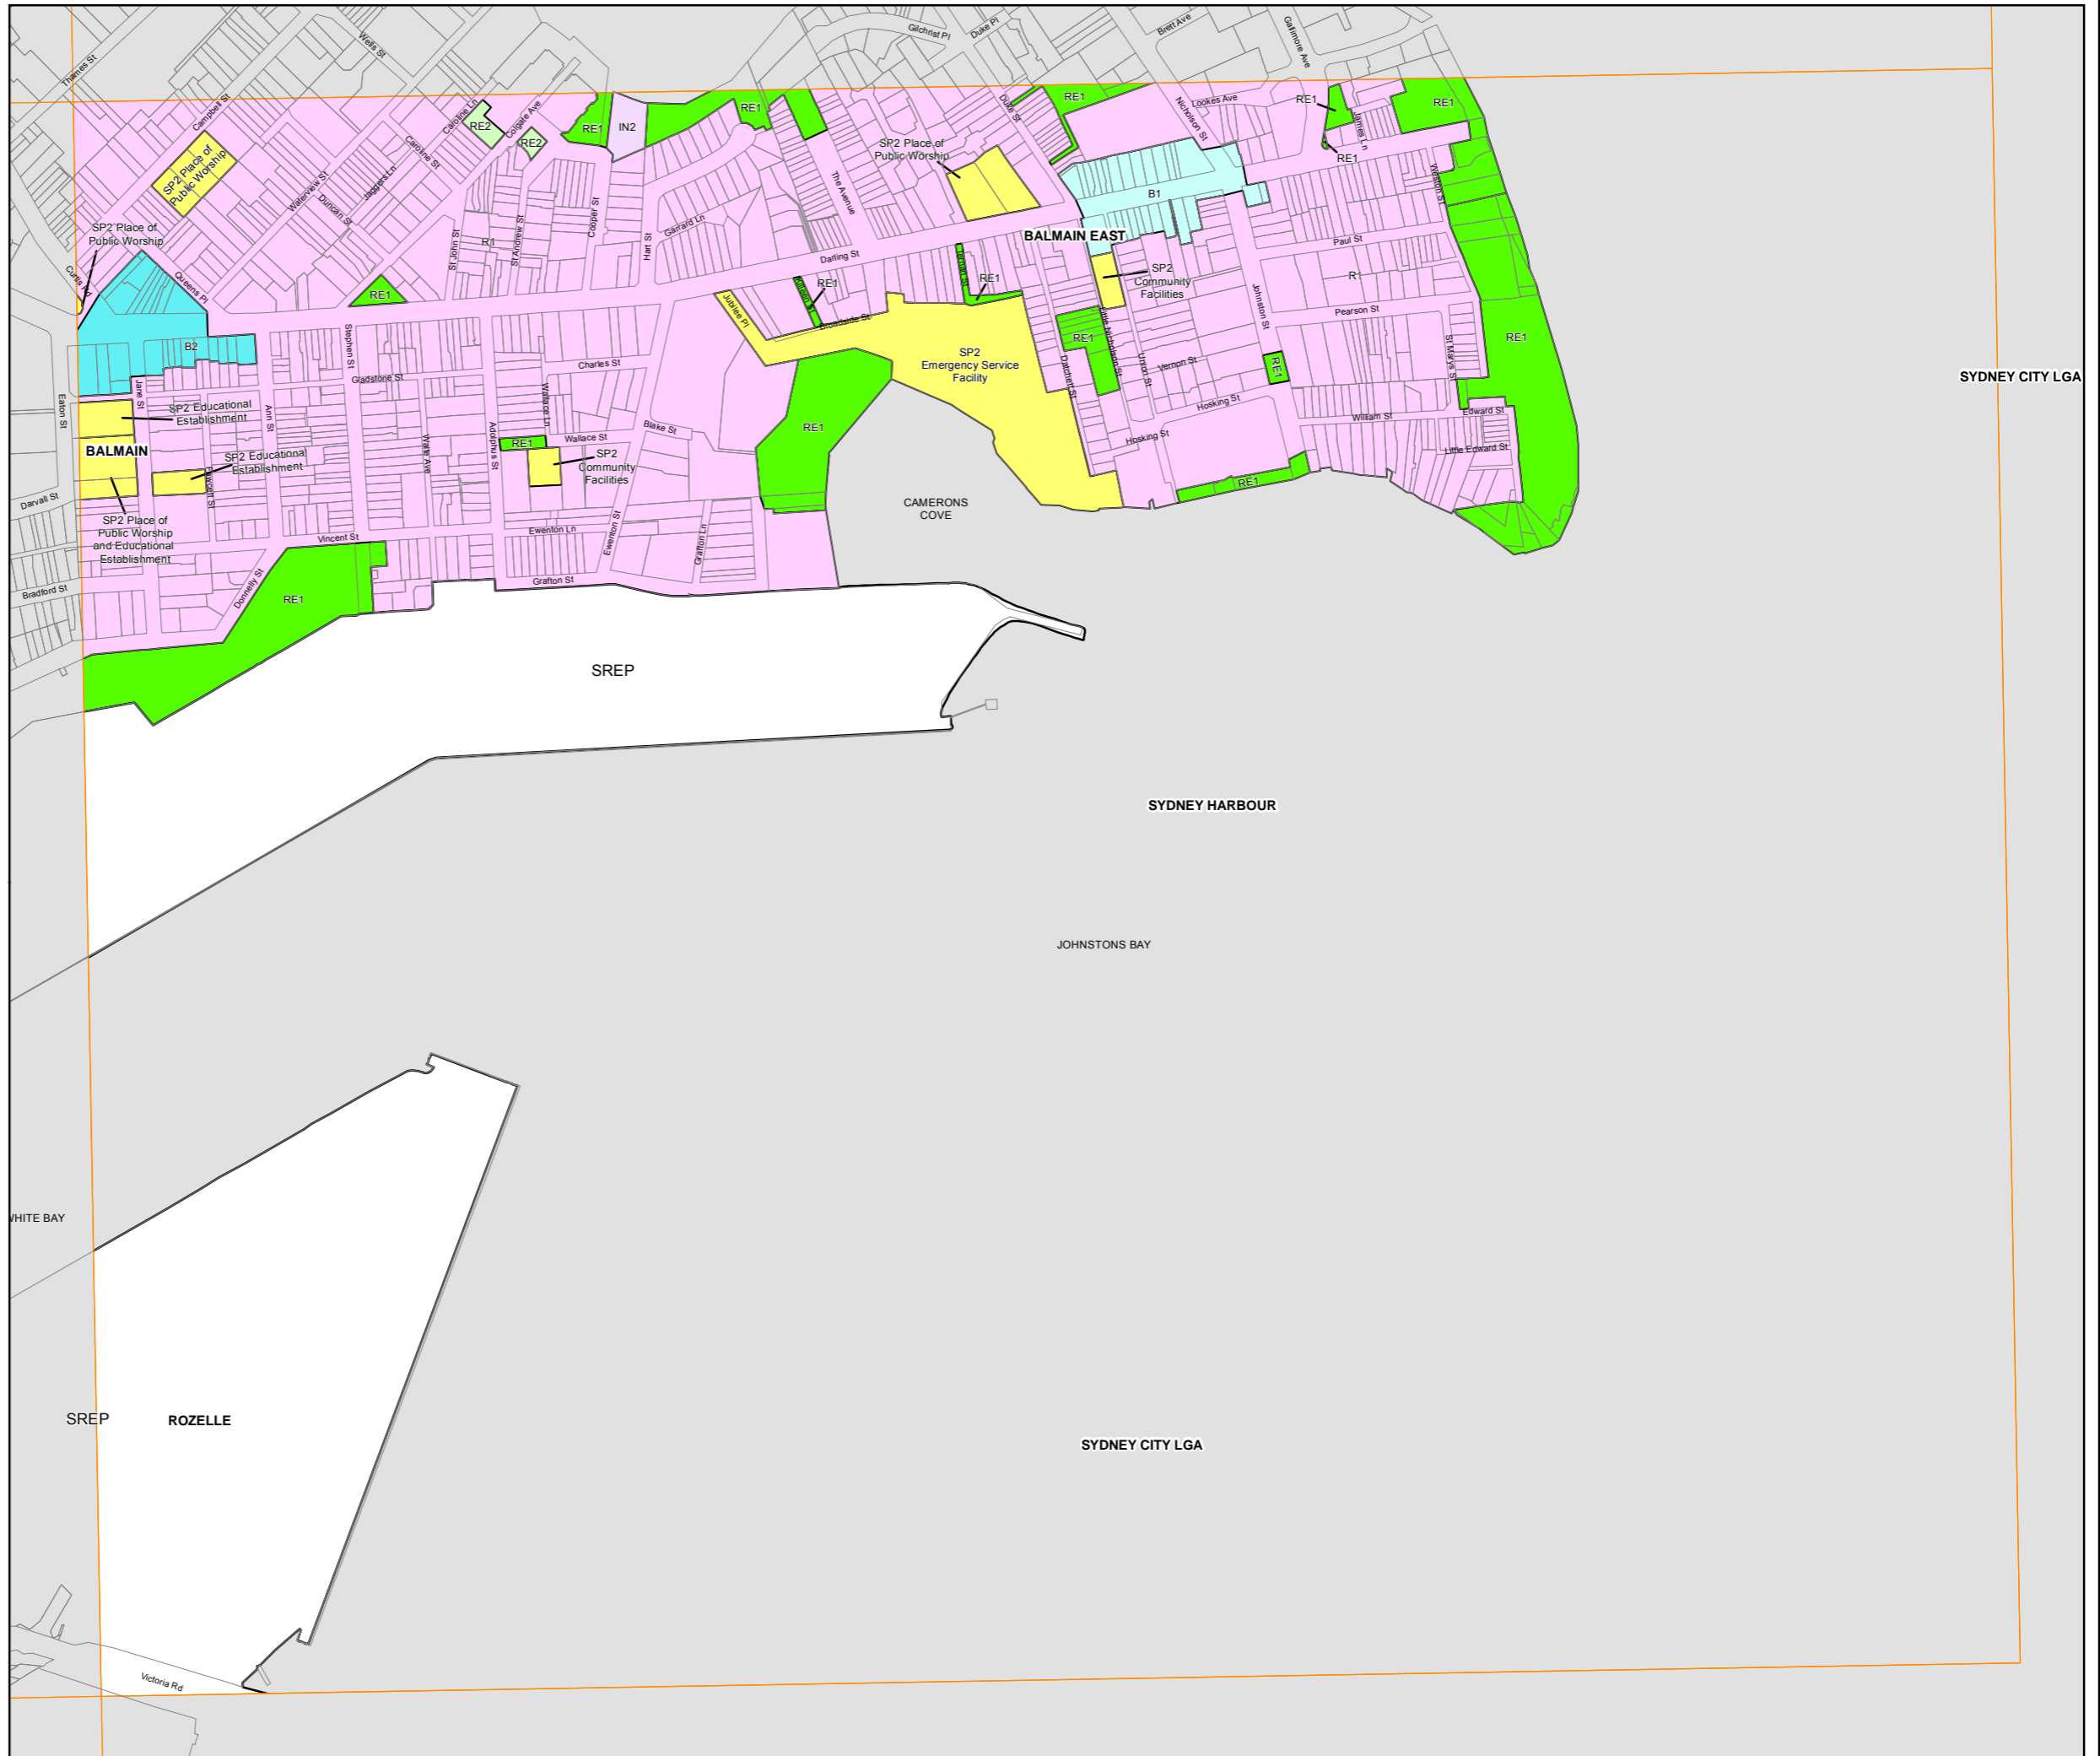 Thames St
Wells St
Gilchrist Pl
Duke Pl
Brett Ave
Gallimore Ave
Campbell St
Caroline Ln
RE2
Colgate Ave
RE2
RE1
IN2
RE1
Duke St
RE1
Nicholson St
Lookes Ave
RE1
James Ln
RE1
RE1
SP2 Place of
Public Worship
Caroline St
Jaggers Ln
Waterview St
Duncan St
SP2 Place of
Public Worship
The Avenue
B1
Weston St
SP2 Place of
Public Worship
Curtis Rd
Queens Pl
St John St
R1
St Andrew St
Cooper St
Hart St
Garrard Ln
Darling St
BALMAIN EAST
Paul St
R1
SP2
Community
Facilities
RE1
RE1
RE1
Jubilee Pl
Broadside St
Johnston St
Pearson St
RE1
B2
Stephen St
Charles St
SP2
Emergency Service
Facility
RE1
Little Nicholson St
Datchett St
Union St
Vernon St
RE1
St Marys St
SYDNEY CITY LGA
Gladstone St
Jane St
Eaton St
SP2 Educational
Establishment
Ann St
Wallace Ln
Adolphus St
RE1
Wallace St
Blake St
RE1
Hosking St
Hosking St
William St
Edward St
Little Edward St
BALMAIN
SP2 Educational
Establishment
SP2
Community
Facilities
RE1
Darvall St
CAMERONS
COVE
SP2 Place of
Public Worship
and Educational
Establishment
Vincent St
Ewenton Ln
Ewenton St
Grafton Ln
Grafton St
Donnelly St
RE1
Bradford St
SREP
SYDNEY HARBOUR
JOHNSTONS BAY
WHITE BAY
SREP
ROZELLE
SYDNEY CITY LGA
Victoria Rd